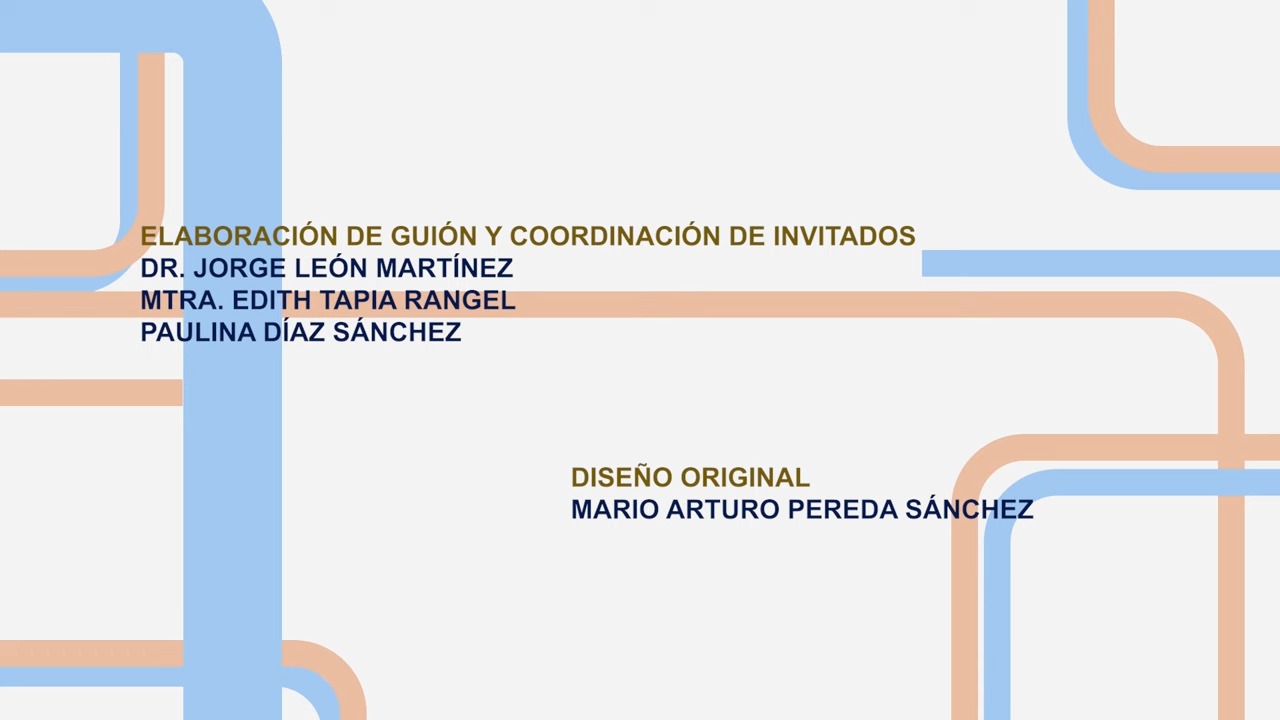 ELABORACIÓN DE GUIÓN Y COORDINACIÓN DE INVITADOS
DR. JORGE LEÓN MARTÍNEZ
MTRA. EDITH TAPIA RANGEL
PAULINA DÍAZ SÁNCHEZ
DISEÑO ORIGINAL
MARIO ARTURO PEREDA SÁNCHEZ